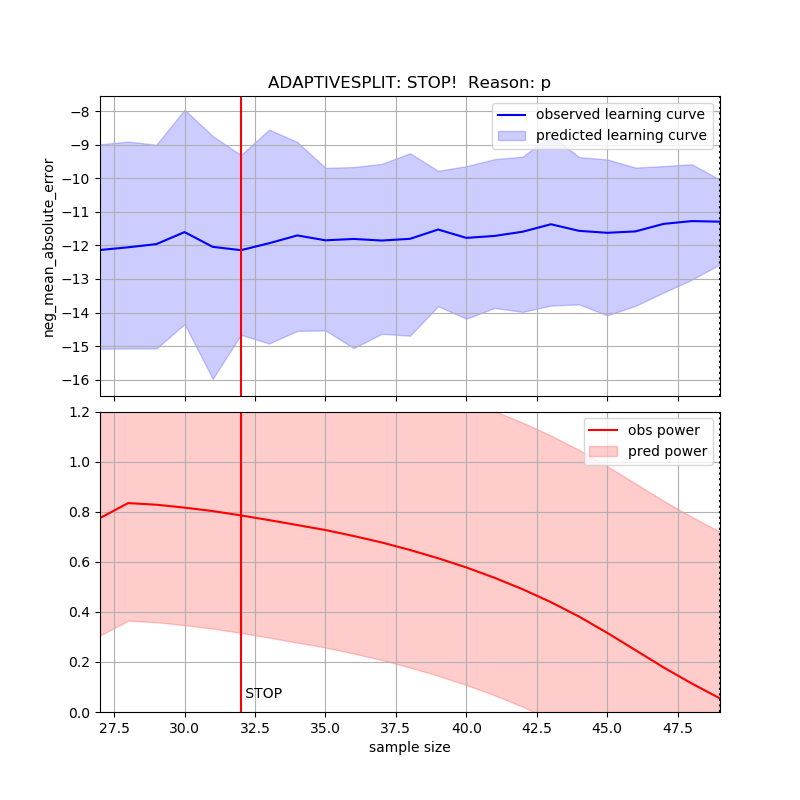 ADAPTIVESPLIT: STOP!  Reason: p
neg_mean_absolute_error
−8
−9
−10
−11
−12
−13
−14
−15
−16
observed learning curve
predicted learning curve
1.2
1.0
0.8
0.6
0.4
0.2
0.0
obs power
pred power
STOP
27.5 30.0 32.5 35.0 37.5 40.0 42.5 45.0 47.5
sample size